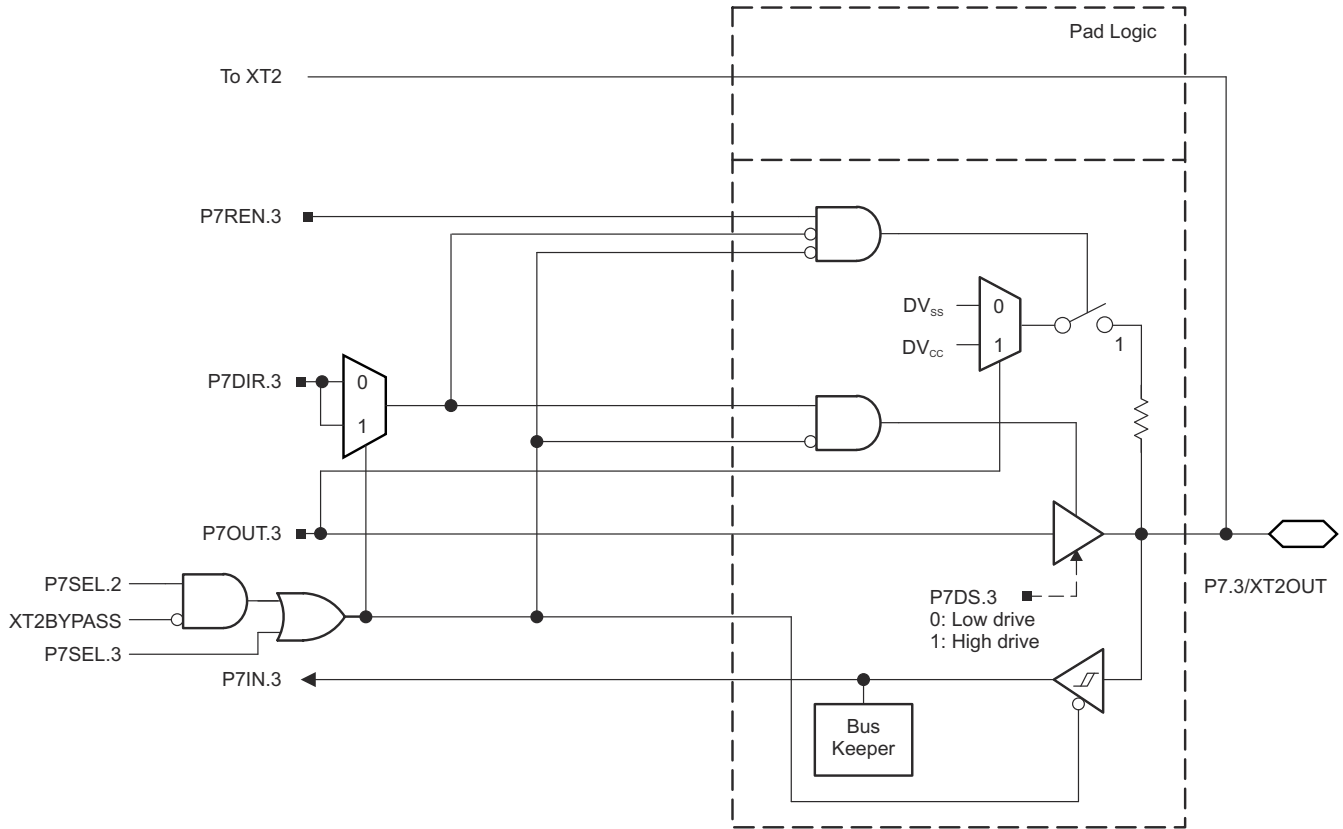 Pad Logic
To XT2
P7REN.3
DVSS
0
DVCC
1
1
P7DIR.3
0
1
P7OUT.3
P7SEL.2
XT2BYPASS
P7SEL.3
P7DS.3
0: Low drive
1: High drive
P7.3/XT2OUT
P7IN.3
Bus
Keeper